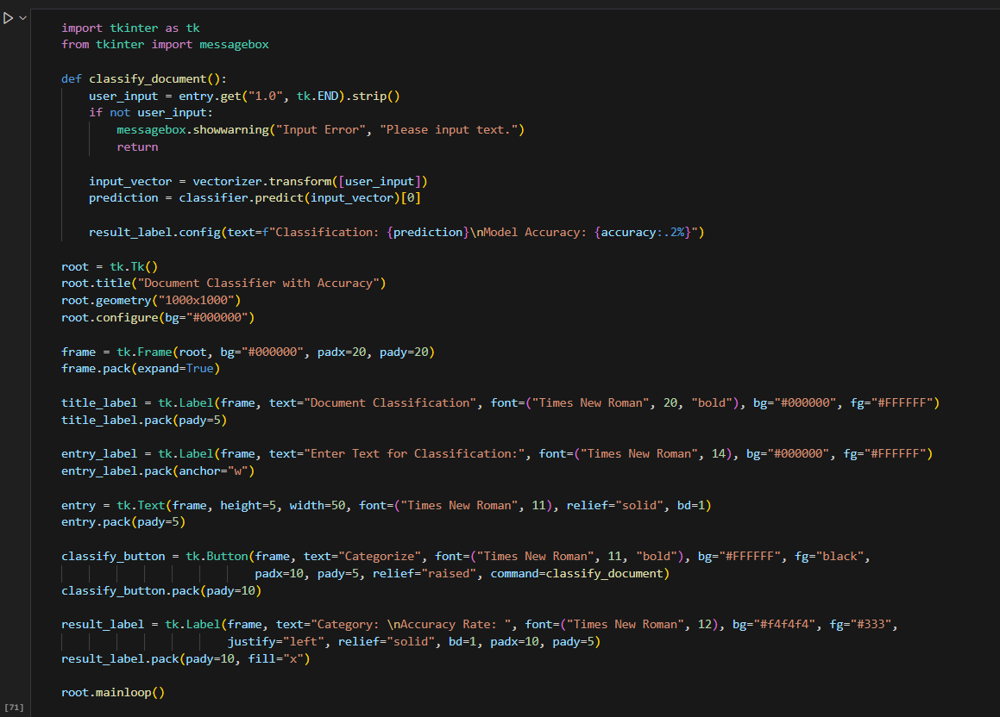 import tkinter as tk
from tkinter import messagebox

def classify_document():
    user_input = entry.get("1.0", tk.END).strip()
    if not user_input:
        messagebox.showwarning("Input Error", "Please input text.")
        return

    input_vector = vectorizer.transform([user_input])
    prediction = classifier.predict(input_vector)[0]

    result_label.config(text=f"Classification: {prediction}\nModel Accuracy: {accuracy:.2%}")

root = tk.Tk()
root.title("Document Classifier with Accuracy")
root.geometry("1000x1000")
root.configure(bg="#000000")

frame = tk.Frame(root, bg="#000000", padx=20, pady=20)
frame.pack(expand=True)

title_label = tk.Label(frame, text="Document Classification", font=("Times New Roman", 20, "bold"), bg="#000000", fg="#FFFFFF")
title_label.pack(pady=5)

entry_label = tk.Label(frame, text="Enter Text for Classification:", font=("Times New Roman", 14), bg="#000000", fg="#FFFFFF")
entry_label.pack(anchor="w")

entry = tk.Text(frame, height=5, width=50, font=("Times New Roman", 11), relief="solid", bd=1)
entry.pack(pady=5)

classify_button = tk.Button(frame, text="Categorize", font=("Times New Roman", 11, "bold"), bg="#FFFFFF", fg="black",
                            padx=10, pady=5, relief="raised", command=classify_document)
classify_button.pack(pady=10)

result_label = tk.Label(frame, text="Category: \nAccuracy Rate: ", font=("Times New Roman", 12), bg="#f4f4f4", fg="#333",
                        justify="left", relief="solid", bd=1, padx=10, pady=5)
result_label.pack(pady=10, fill="x")

root.mainloop()
[71]